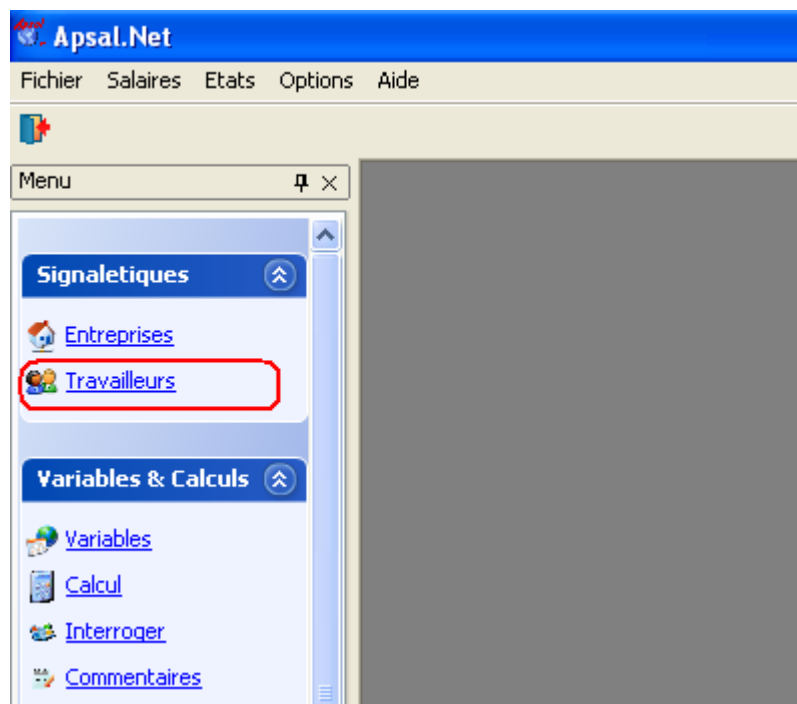 Apsal.Net
Fichier Salaires Etats Options Aide
Menu
Signaletiques
Entreprises
Travailleurs
Variables & Calculs
Variables
Calcul
Interroger
Commentaires